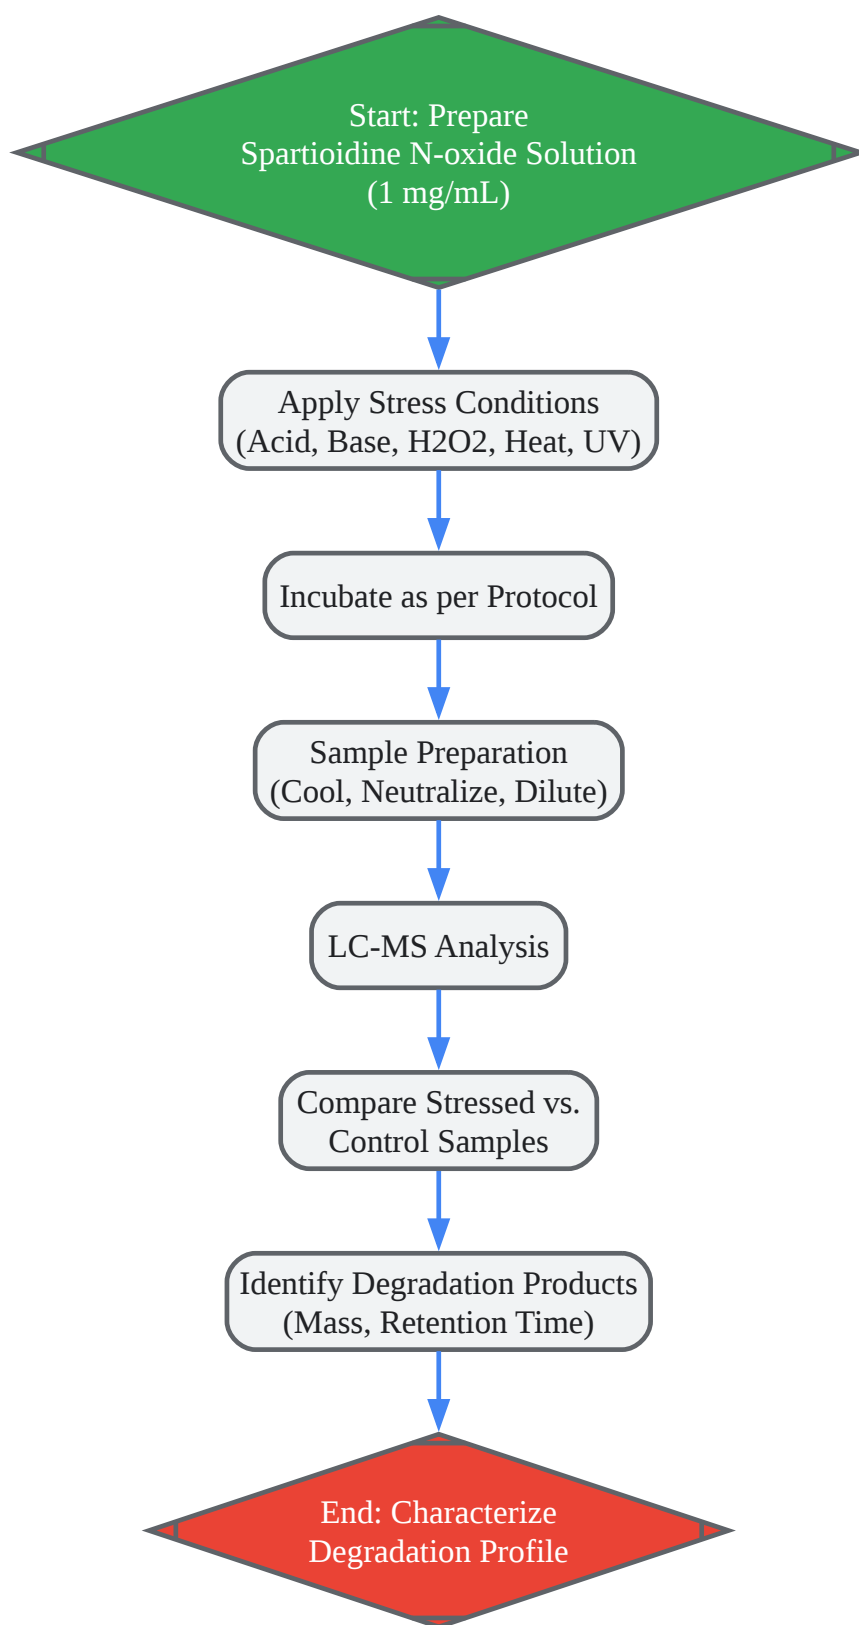 Start: Prepare
Spartioidine N-oxide Solution
(1 mg/mL)
Apply Stress Conditions
(Acid, Base, H2O2, Heat, UV)
Incubate as per Protocol
Sample Preparation
(Cool, Neutralize, Dilute)
LC-MS Analysis
Compare Stressed vs.
Control Samples
Identify Degradation Products
(Mass, Retention Time)
End: Characterize
Degradation Profile